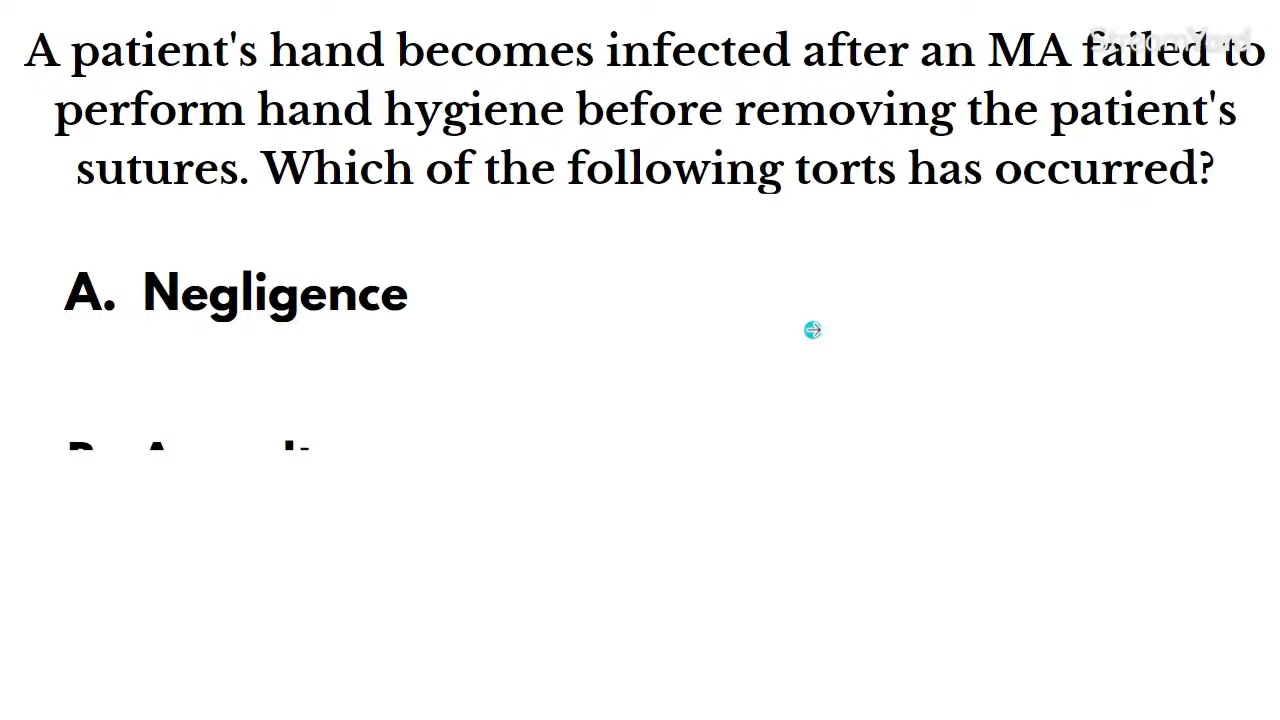 A patient's hand becomes infected after an MA failed to
perform hand hygiene before removing the patient's
sutures. Which of the following torts has occurred?
StreamYard
A. Negligence